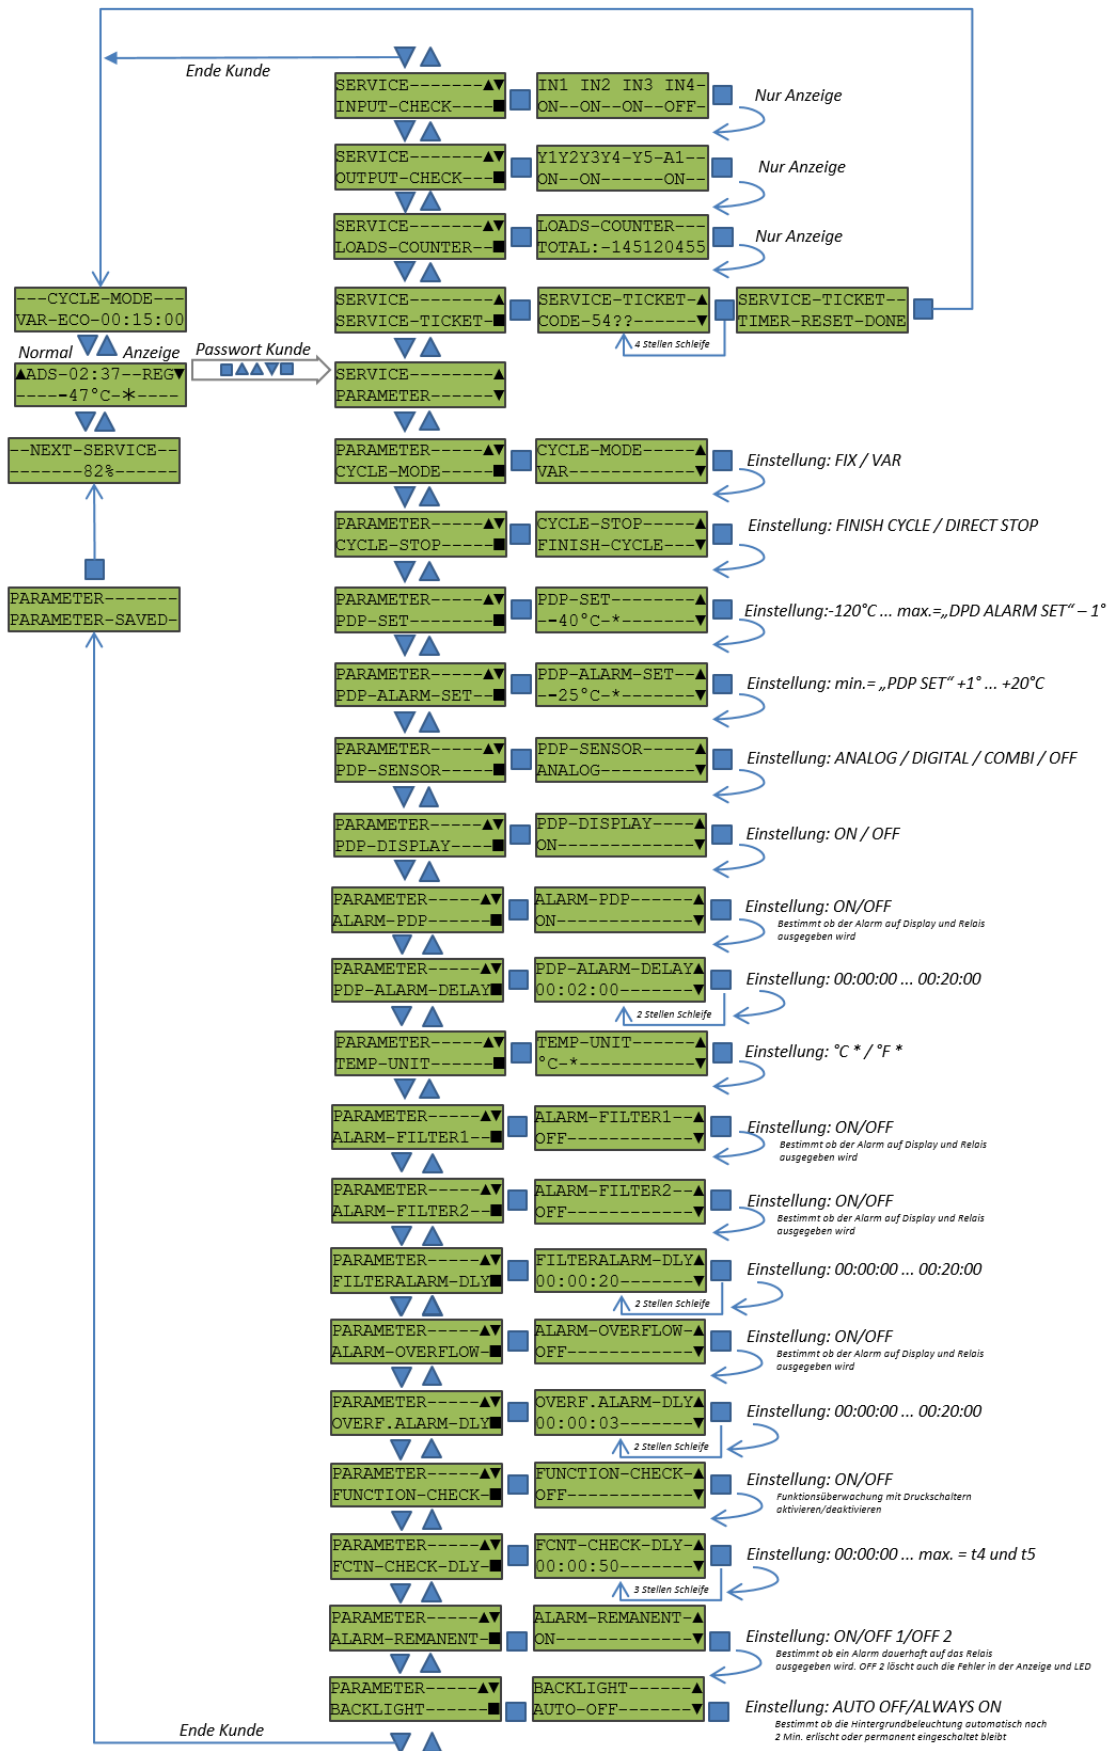 Ende Kunde
SERVICE-------▲▼
INPUT-CHECK----■
IN1 IN2 IN3 IN4-
ON--ON--ON--OFF-
Nur Anzeige
SERVICE-------▲▼
OUTPUT-CHECK---■
Y1Y2Y3Y4-Y5-A1--
ON--ON------ON--
Nur Anzeige
SERVICE-------▲▼
LOADS-COUNTER--■
LOADS-COUNTER---
TOTAL:-145120455
Nur Anzeige
---CYCLE-MODE---
VAR-ECO-00:15:00
SERVICE--------▲
SERVICE-TICKET-■
SERVICE-TICKET-▲
CODE-54??------▼
4 Stellen Schleife
SERVICE-TICKET--
TIMER-RESET-DONE
Normal Anzeige
▲ADS-02:37--REG▼
-----47°C-*----
Passwort Kunde
SERVICE--------▲
PARAMETER------▼
--NEXT-SERVICE--
-------82%------
PARAMETER-----▲▼
CYCLE-MODE-----■
CYCLE-MODE-----▲
VAR------------▼
Einstellung: FIX / VAR
PARAMETER-----▲▼
CYCLE-STOP-----■
CYCLE-STOP-----▲
FINISH-CYCLE---▼
Einstellung: FINISH CYCLE / DIRECT STOP
PARAMETER-------
PARAMETER-SAVED-
PARAMETER-----▲▼
PDP-SET--------■
PDP-SET--------▲
--40°C-*-------▼
Einstellung:-120°C ... max.=„DPD ALARM SET“ – 1°
PARAMETER-----▲▼
PDP-ALARM-SET--■
PDP-ALARM-SET--▲
--25°C-*-------▼
Einstellung: min.= „PDP SET“ +1° ... +20°C
PARAMETER-----▲▼
PDP-SENSOR-----■
PDP-SENSOR-----▲
ANALOG---------▼
Einstellung: ANALOG / DIGITAL / COMBI / OFF
PARAMETER-----▲▼
PDP-DISPLAY----■
PDP-DISPLAY----▲
ON-------------▼
Einstellung: ON / OFF
PARAMETER-----▲▼
ALARM-PDP------■
ALARM-PDP------▲
ON-------------▼
Einstellung: ON/OFF
Bestimmt ob der Alarm auf Display und Relais
ausgegeben wird
PARAMETER-----▲▼
PDP-ALARM-DELAY■
PDP-ALARM-DELAY▲
00:02:00-------▼
2 Stellen Schleife
Einstellung: 00:00:00 ... 00:20:00
PARAMETER-----▲▼
TEMP-UNIT------■
TEMP-UNIT------▲
°C-*-----------▼
Einstellung: °C * / °F *
PARAMETER-----▲▼
ALARM-FILTER1--■
ALARM-FILTER1--▲
OFF------------▼
Einstellung: ON/OFF
Bestimmt ob der Alarm auf Display und Relais
ausgegeben wird
PARAMETER-----▲▼
ALARM-FILTER2--■
ALARM-FILTER2--▲
OFF------------▼
Einstellung: ON/OFF
Bestimmt ob der Alarm auf Display und Relais
ausgegeben wird
PARAMETER-----▲▼
FILTERALARM-DLY■
FILTERALARM-DLY▲
00:00:20-------▼
2 Stellen Schleife
Einstellung: 00:00:00 ... 00:20:00
PARAMETER-----▲▼
ALARM-OVERFLOW-■
ALARM-OVERFLOW-▲
OFF------------▼
Einstellung: ON/OFF
Bestimmt ob der Alarm auf Display und Relais
ausgegeben wird
PARAMETER-----▲▼
OVERF.ALARM-DLY■
OVERF.ALARM-DLY▲
00:00:03-------▼
2 Stellen Schleife
Einstellung: 00:00:00 ... 00:20:00
PARAMETER-----▲▼
FUNCTION-CHECK-■
FUNCTION-CHECK-▲
OFF------------▼
Einstellung: ON/OFF
Funktionsüberwachung mit Druckschaltern
aktivieren/deaktivieren
PARAMETER-----▲▼
FCTN-CHECK-DLY-■
FCNT-CHECK-DLY-▲
00:00:50-------▼
3 Stellen Schleife
Einstellung: 00:00:00 ... max. = t4 und t5
PARAMETER-----▲▼
ALARM-REMANENT-■
ALARM-REMANENT-▲
ON-------------▼
Einstellung: ON/OFF 1/OFF 2
Bestimmt ob ein Alarm dauerhaft auf das Relais
ausgegeben wird. OFF 2 löscht auch die Fehler in der Anzeige und LED
PARAMETER-----▲▼
BACKLIGHT------■
BACKLIGHT------▲
AUTO-OFF-------▼
Einstellung: AUTO OFF/ALWAYS ON
Bestimmt ob die Hintergrundbeleuchtung automatisch nach
2 Min. erlischt oder permanent eingeschaltet bleibt
Ende Kunde